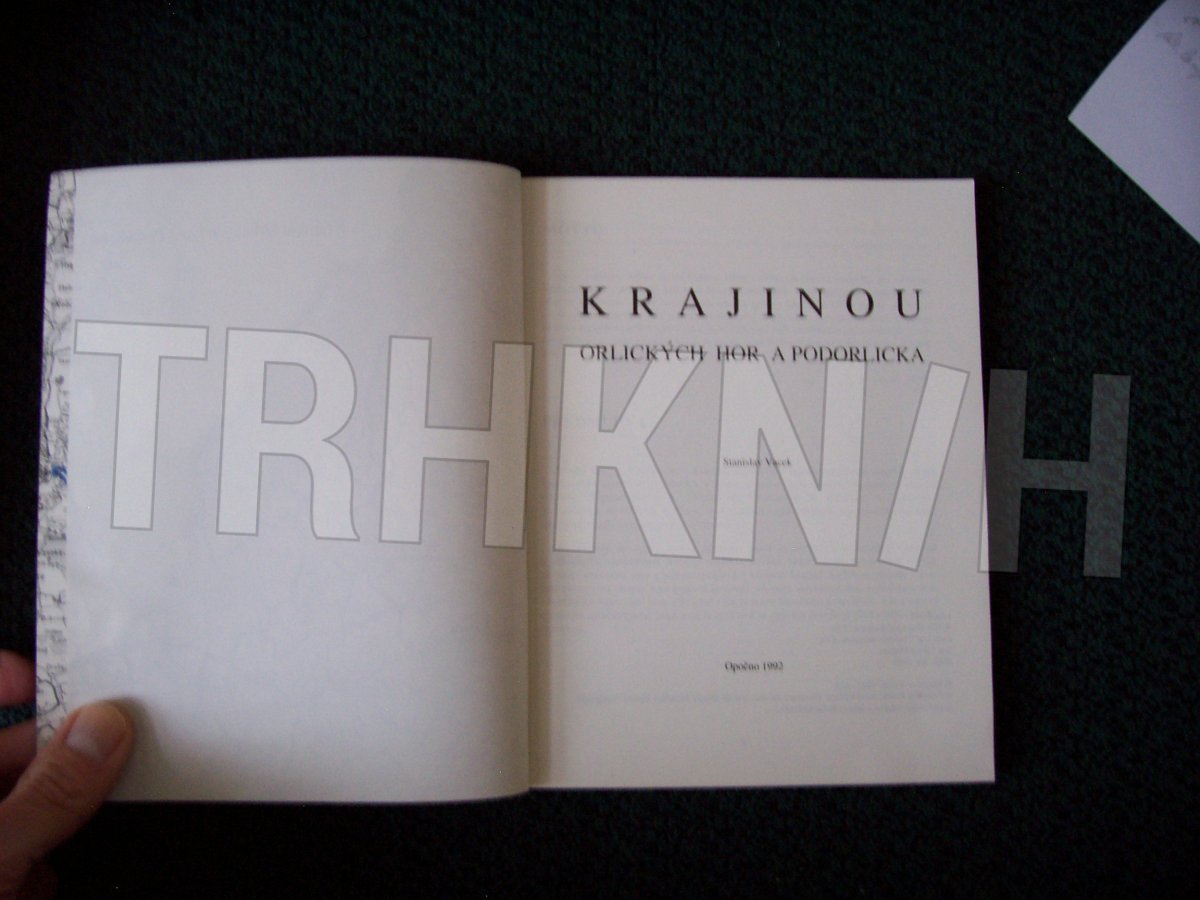 KRAJINOU
ORLICKÝCH HOR A PODORLICKA
Stanislav Vacek
Opočno 1992
TRHKNIH